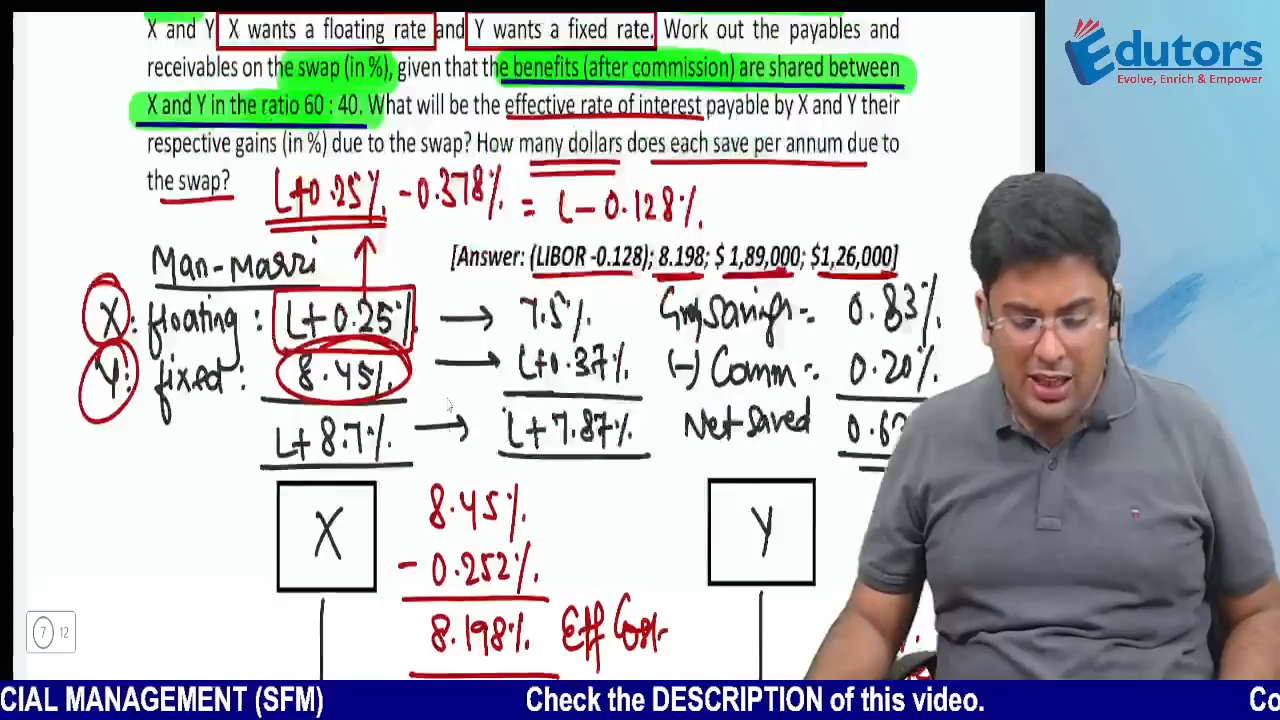 X and Y X wants a floating rate and Y wants a fixed rate. Work out the payables and
receivables on the swap (in %), given that the benefits (after commission) are shared between
X and Y in the ratio 60 : 40. What will be the effective rate of interest payable by X and Y their
respective gains (in %) due to the swap? How many dollars does each save per annum due to
the swap?
L+0.25% -0.378% = L-0.128%
[Answer: (LIBOR -0.128); 8.198; $ 1,89,000; $1,26,000]
Man-Marzi
X: floating : L+0.25% → 7.5%
Y: fixed : 8.45% → L+0.37%
L+8.7% → L+7.87%
Savings = 0.83%
(-) Comm = 0.20%
Net saved
X
8.45%
- 0.252%
8.198% Eff Cost
Y
7 12
Edutors
Evolve, Enrich & Empower
CIAL MANAGEMENT (SFM) Check the DESCRIPTION of this video. Co